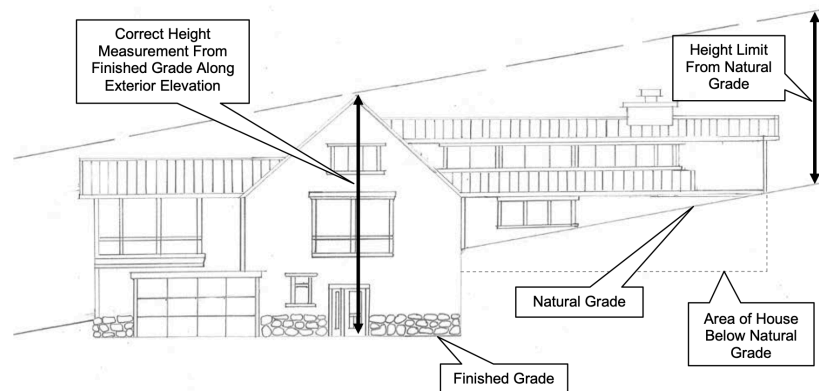 Correct Height
Measurement From
Finished Grade Along
Exterior Elevation
Height Limit
From Natural
Grade
Natural Grade
Area of House
Below Natural
Grade
Finished Grade